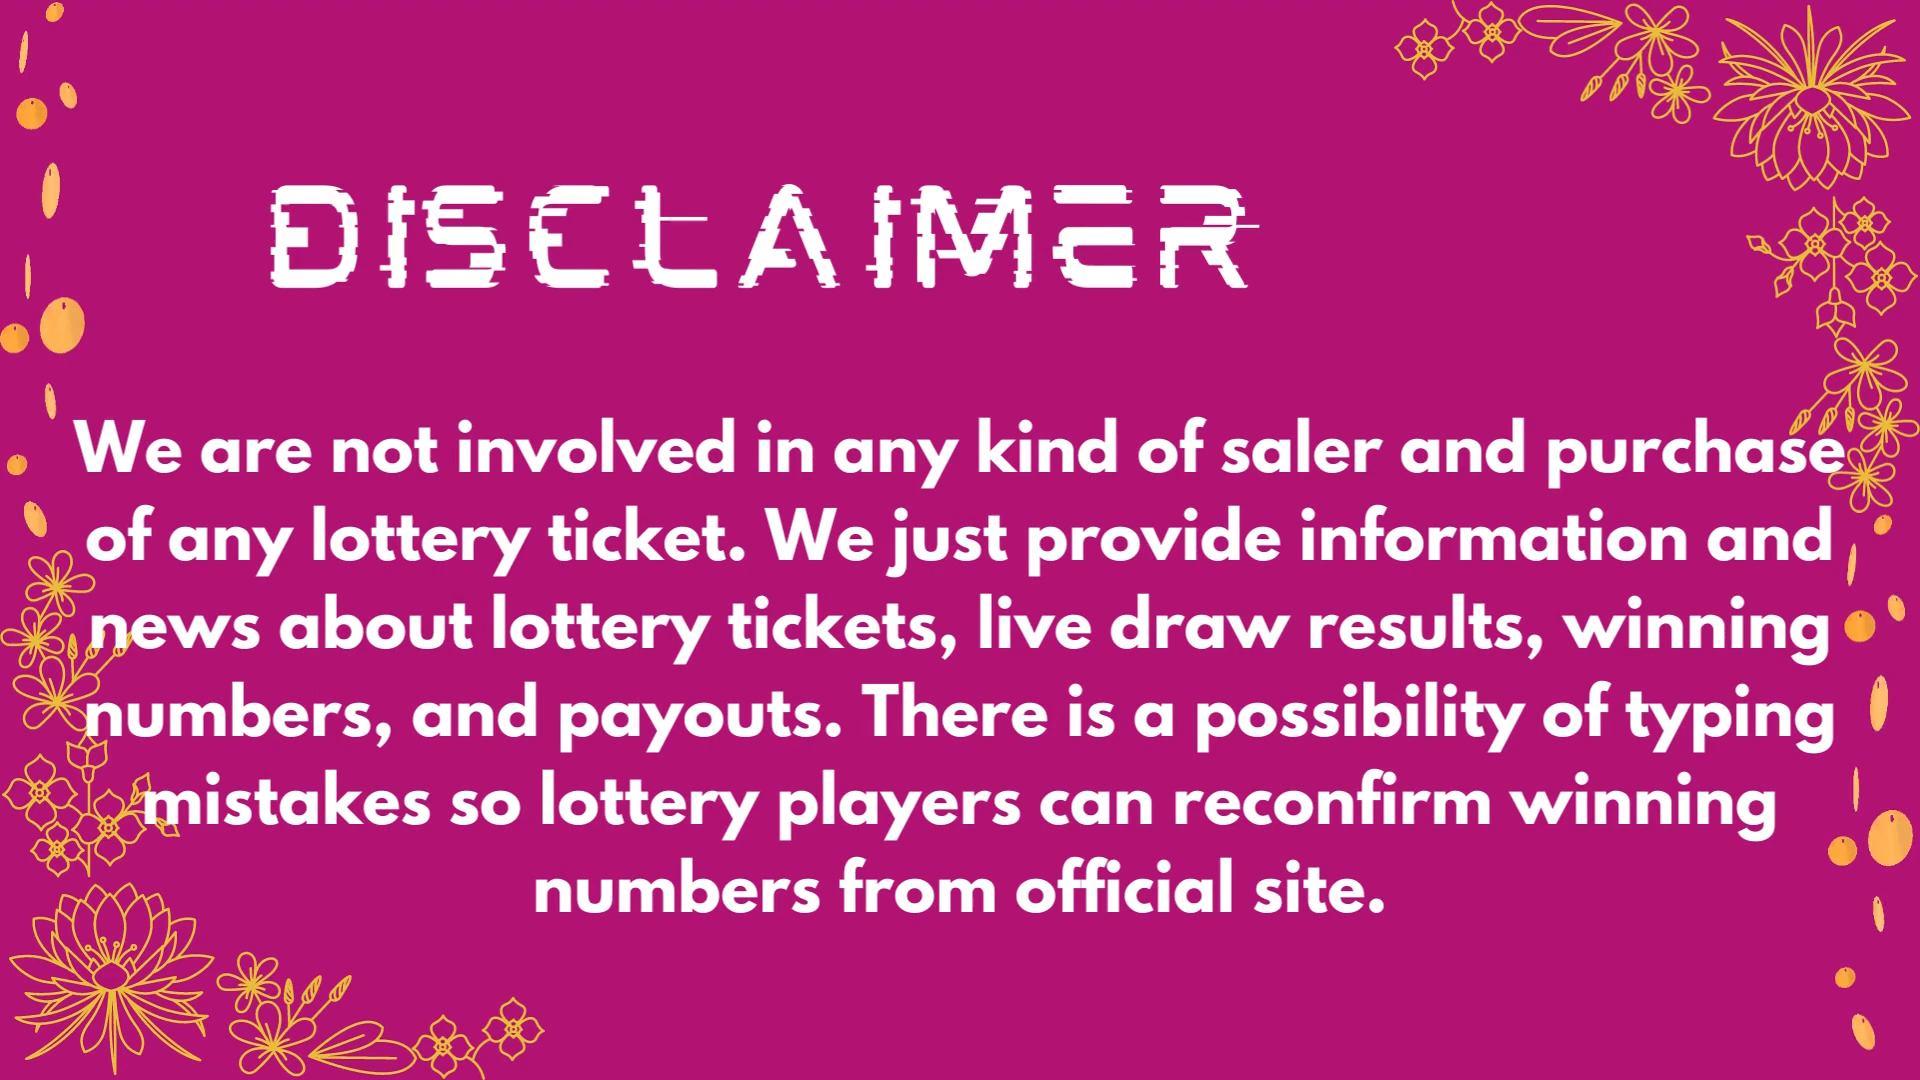 DISCLAIMER
We are not involved in any kind of saler and purchase
of any lottery ticket. We just provide information and
news about lottery tickets, live draw results, winning
numbers, and payouts. There is a possibility of typing
mistakes so lottery players can reconfirm winning
numbers from official site.